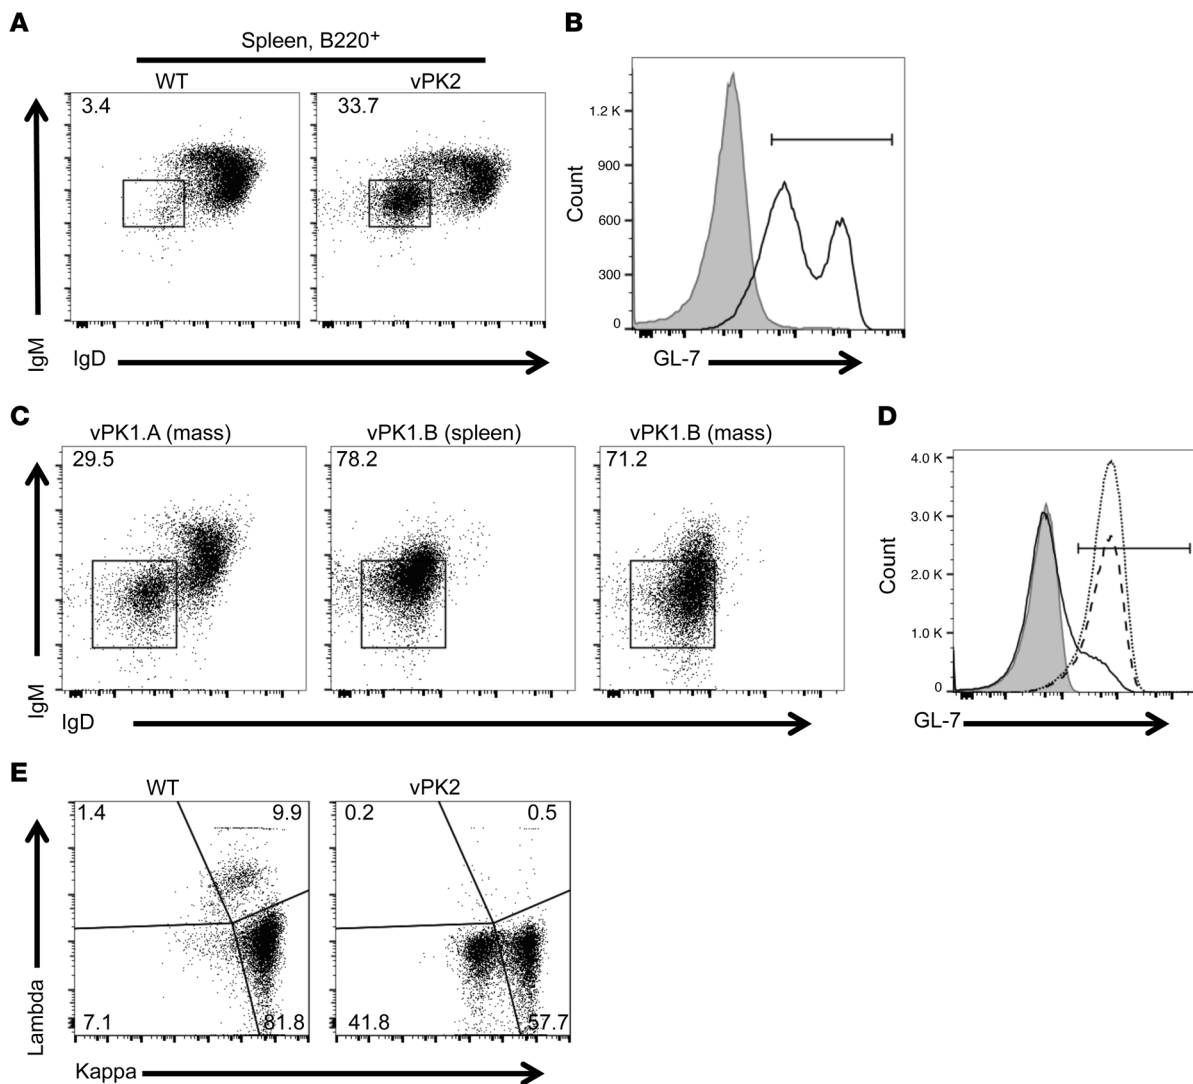 A
Spleen, B220+
WT
vPK2
3.4
33.7
IgM
IgD
B
1.2 K
900
600
300
0
Count
GL-7
C
vPK1.A (mass)
vPK1.B (spleen)
vPK1.B (mass)
29.5
78.2
71.2
IgM
IgD
D
4.0 K
3.0 K
2.0 K
1.0 K
0
Count
GL-7
E
WT
vPK2
1.4
9.9
0.2
0.5
7.1
81.8
41.8
57.7
Lambda
Kappa